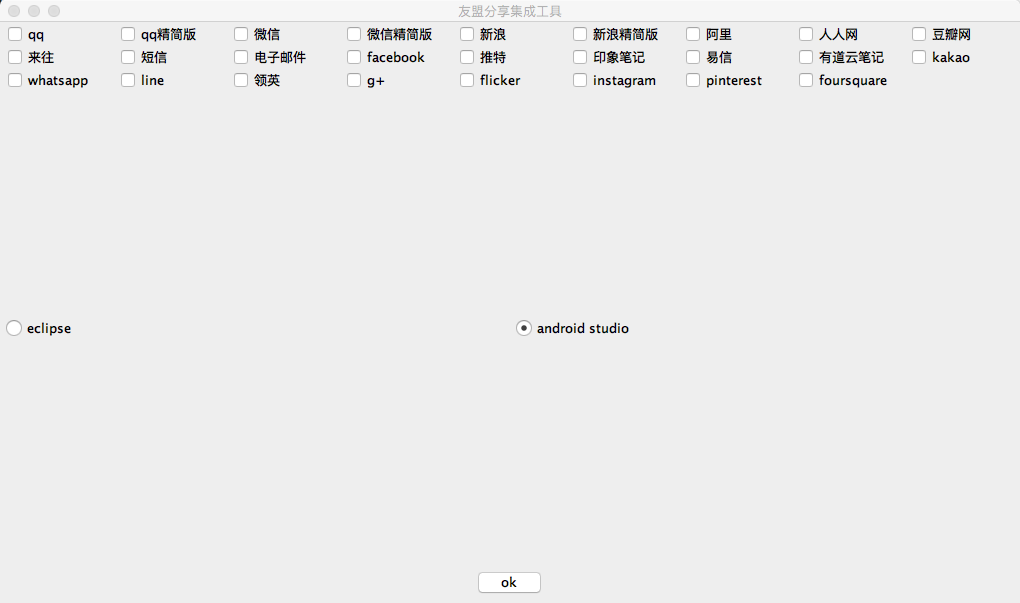 友盟分享集成工具
qq qq精简版 微信 微信精简版 新浪 新浪精简版 阿里 人人网 豆瓣网
来往 短信 电子邮件 facebook 推特 印象笔记 易信 有道云笔记 kakao
whatsapp line 领英 g+ flicker instagram pinterest foursquare
eclipse android studio
ok